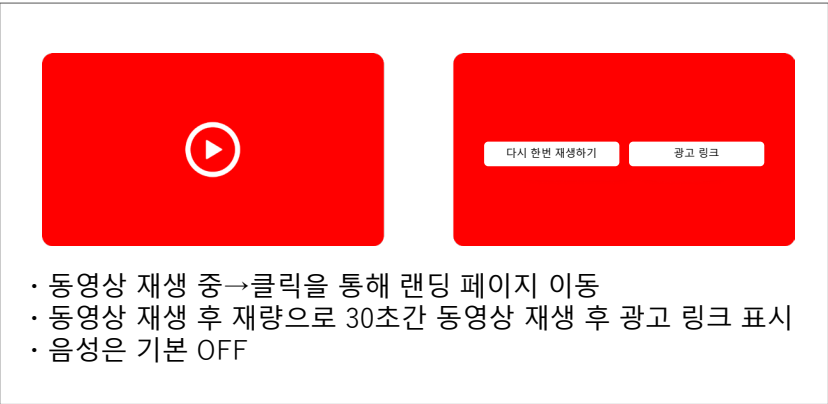 다시 한번 재생하기
광고 링크
· 동영상 재생 중→클릭을 통해 랜딩 페이지 이동
· 동영상 재생 후 재량으로 30초간 동영상 재생 후 광고 링크 표시
· 음성은 기본 OFF